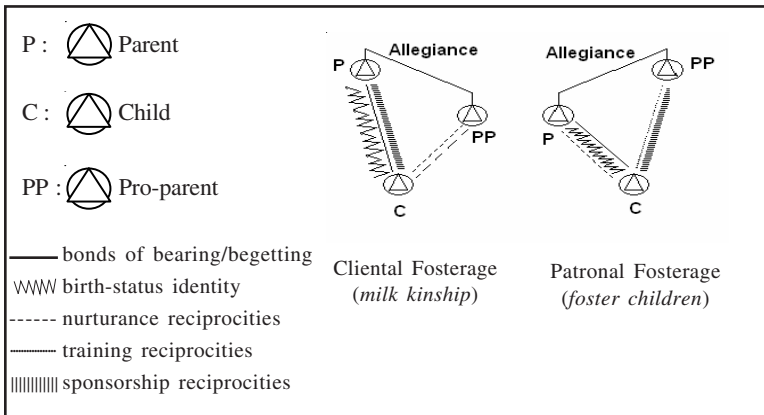 P : Parent
C : Child
PP : Pro-parent
bonds of bearing/begetting
birth-status identity
nurturance reciprocities
training reciprocities
sponsorship reciprocities
Allegiance
P
PP
C
Cliental Fosterage
(milk kinship)
Allegiance
PP
P
C
Patronal Fosterage
(foster children)